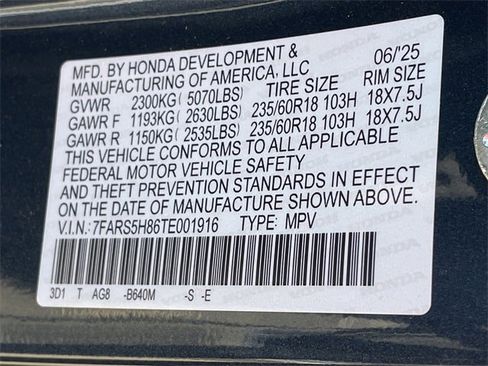 MFD. BY HONDA DEVELOPMENT & 06/'25
MANUFACTURING OF AMERICA, LLC
GVWR 2300KG( 5070LBS) TIRE SIZE RIM SIZE
GAWR F 1193KG( 2630LBS) 235/60R18 103H 18X7.5J
GAWR R 1150KG( 2535LBS) 235/60R18 103H 18X7.5J
THIS VEHICLE CONFORMS TO ALL APPLICABLE
FEDERAL MOTOR VEHICLE SAFETY
AND THEFT PREVENTION STANDARDS IN EFFECT
ON THE DATE OF MANUFACTURE SHOWN ABOVE.
V.I.N.: 7FARS5H86TE001916 TYPE: MPV
3D1 T AG8 -B640M -S -E